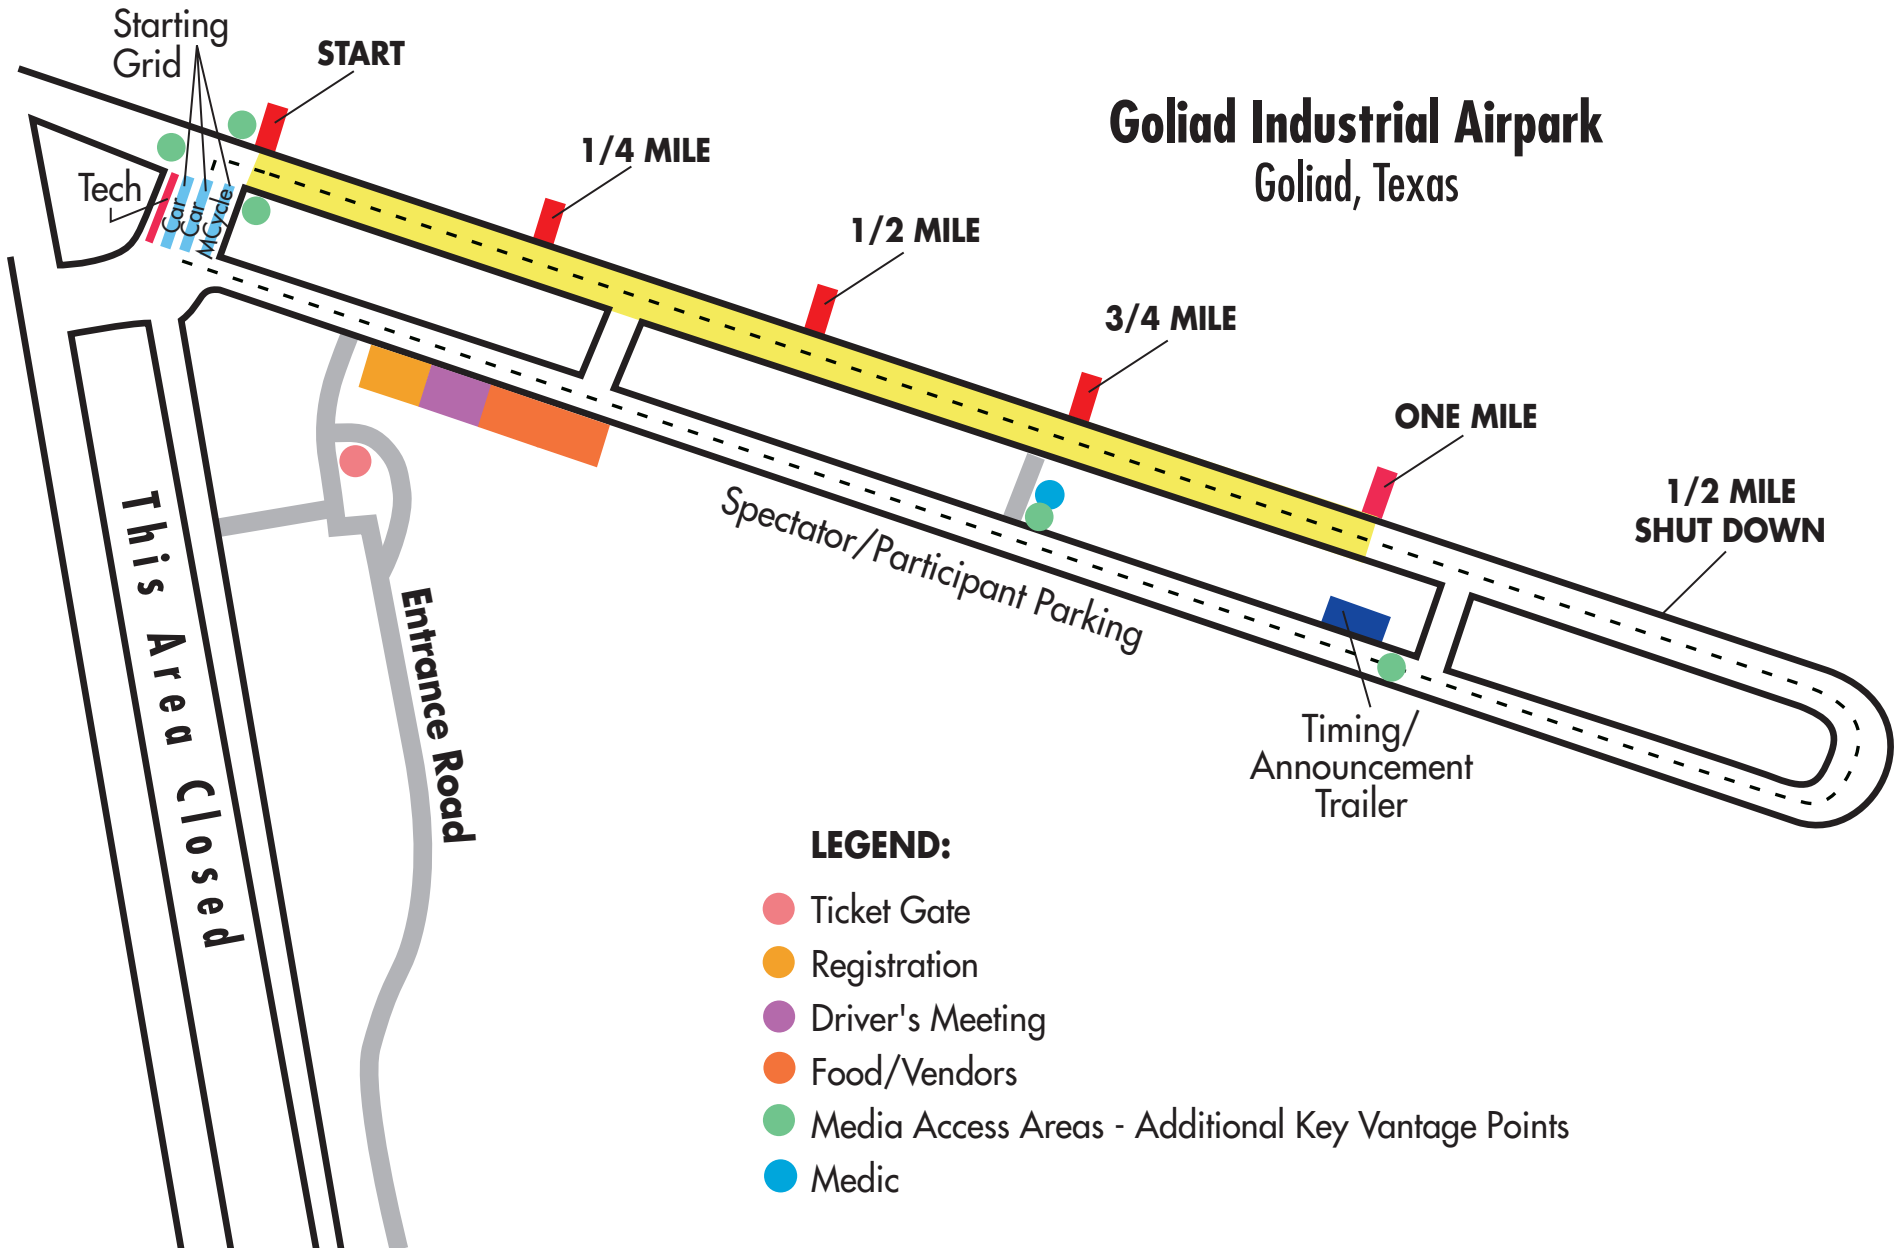 Starting
Grid
START
1/4 MILE
Goliad Industrial Airpark
Goliad, Texas
Tech
Car
Car
MCycle
1/2 MILE
3/4 MILE
ONE MILE
1/2 MILE
SHUT DOWN
This Area Closed
Spectator/Participant Parking
Entrance Road
Timing/
Announcement
Trailer
LEGEND:
Ticket Gate
Registration
Driver's Meeting
Food/Vendors
Media Access Areas - Additional Key Vantage Points
Medic